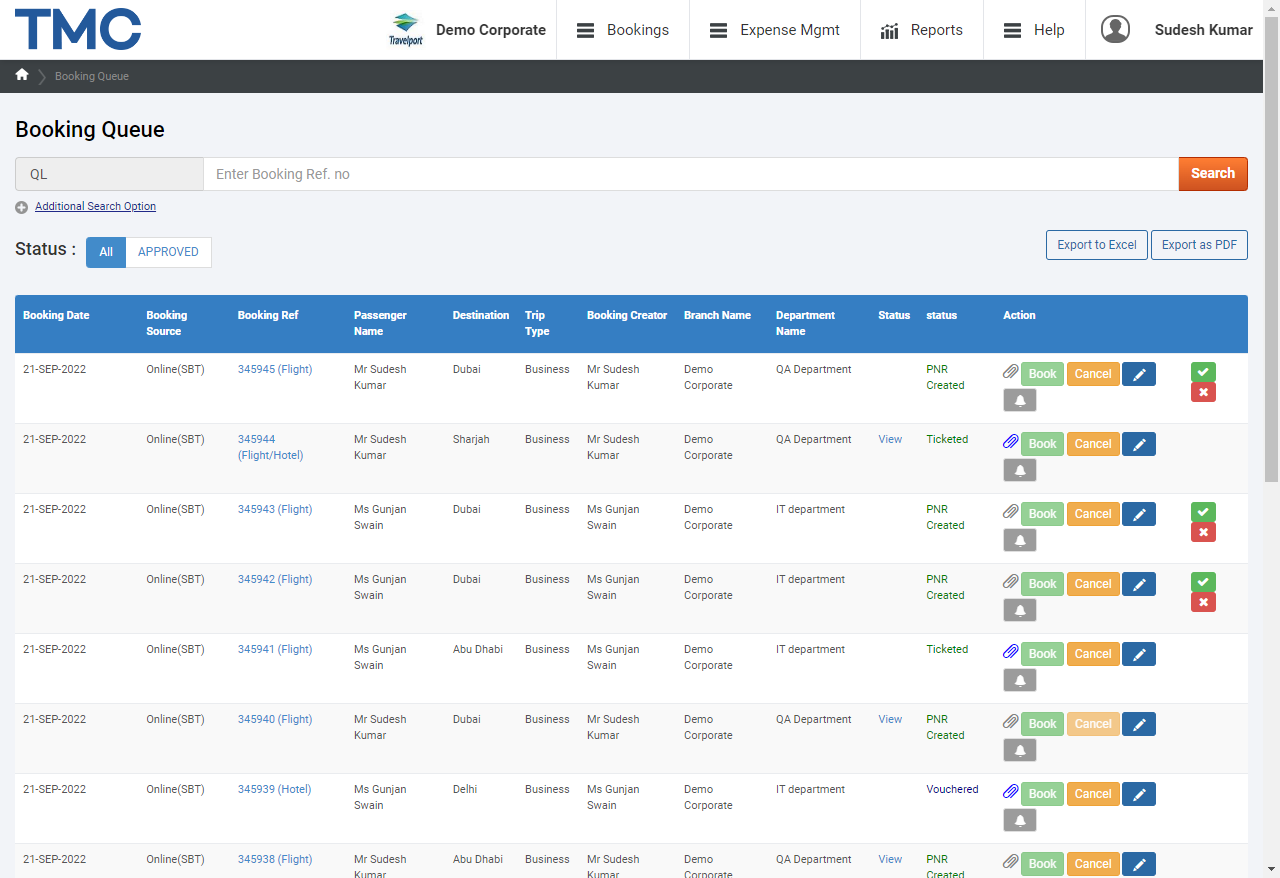 TMC
Travelport
Demo Corporate
Bookings
Expense Mgmt
Reports
Help
Sudesh Kumar
Booking Queue
Booking Queue
QL
Enter Booking Ref. no
Search
Additional Search Option
Status :
All
APPROVED
Export to Excel
Export as PDF
Booking Date Booking Source Booking Ref Passenger Name Destination Trip Type Booking Creator Branch Name Department Name Status status Action
21-SEP-2022 Online(SBT) 345945 (Flight) Mr Sudesh Kumar Dubai Business Mr Sudesh Kumar Demo Corporate QA Department PNR Created Book Cancel
21-SEP-2022 Online(SBT) 345944 (Flight/Hotel) Mr Sudesh Kumar Sharjah Business Mr Sudesh Kumar Demo Corporate QA Department View Ticketed Book Cancel
21-SEP-2022 Online(SBT) 345943 (Flight) Ms Gunjan Swain Dubai Business Ms Gunjan Swain Demo Corporate IT department PNR Created Book Cancel
21-SEP-2022 Online(SBT) 345942 (Flight) Ms Gunjan Swain Dubai Business Ms Gunjan Swain Demo Corporate IT department PNR Created Book Cancel
21-SEP-2022 Online(SBT) 345941 (Flight) Ms Gunjan Swain Abu Dhabi Business Ms Gunjan Swain Demo Corporate IT department Ticketed Book Cancel
21-SEP-2022 Online(SBT) 345940 (Flight) Mr Sudesh Kumar Dubai Business Mr Sudesh Kumar Demo Corporate QA Department View PNR Created Book Cancel
21-SEP-2022 Online(SBT) 345939 (Hotel) Ms Gunjan Swain Delhi Business Ms Gunjan Swain Demo Corporate IT department Vouchered Book Cancel
21-SEP-2022 Online(SBT) 345938 (Flight) Mr Sudesh Kumar Abu Dhabi Business Mr Sudesh Kumar Demo Corporate QA Department View PNR Created Book Cancel